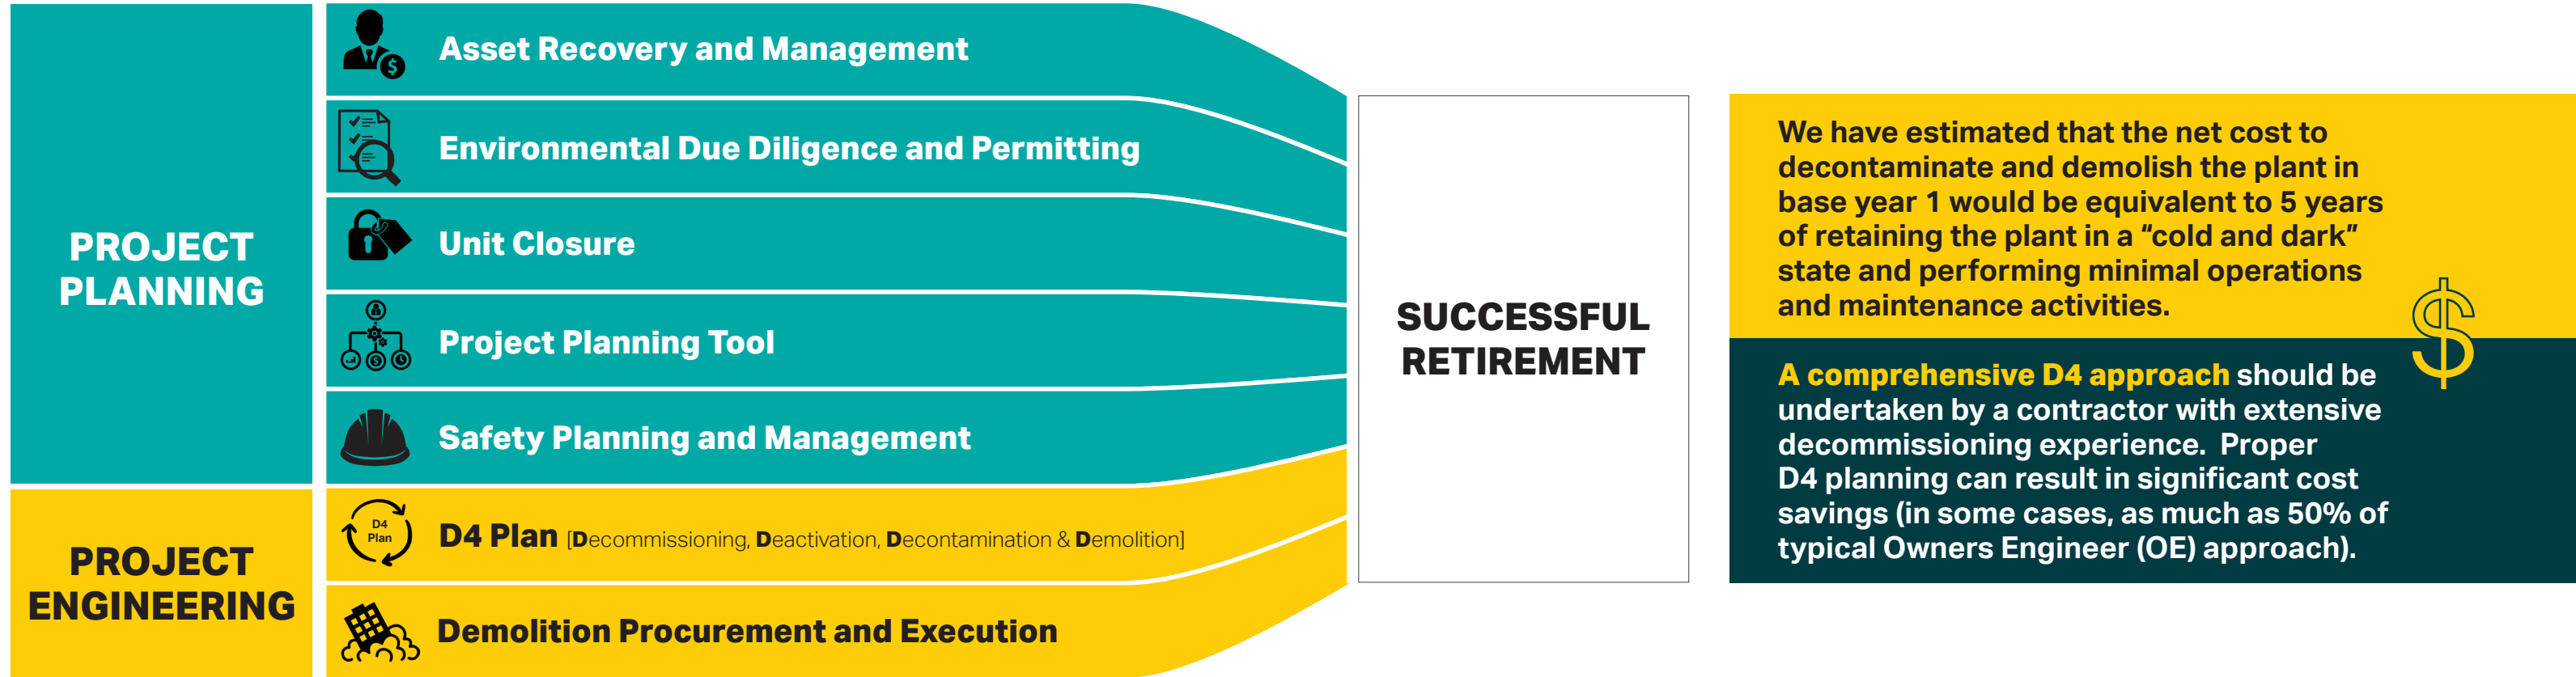 PROJECT
PLANNING
Asset Recovery and Management
Environmental Due Diligence and Permitting
Unit Closure
Project Planning Tool
Safety Planning and Management
PROJECT
ENGINEERING
D4
Plan
D4 Plan [Decommissioning, Deactivation, Decontamination & Demolition]
Demolition Procurement and Execution
SUCCESSFUL
RETIREMENT
We have estimated that the net cost to
decontaminate and demolish the plant in
base year 1 would be equivalent to 5 years
of retaining the plant in a “cold and dark”
state and performing minimal operations
and maintenance activities.
$
A comprehensive D4 approach should be
undertaken by a contractor with extensive
decommissioning experience.  Proper
D4 planning can result in significant cost
savings (in some cases, as much as 50% of
typical Owners Engineer (OE) approach).